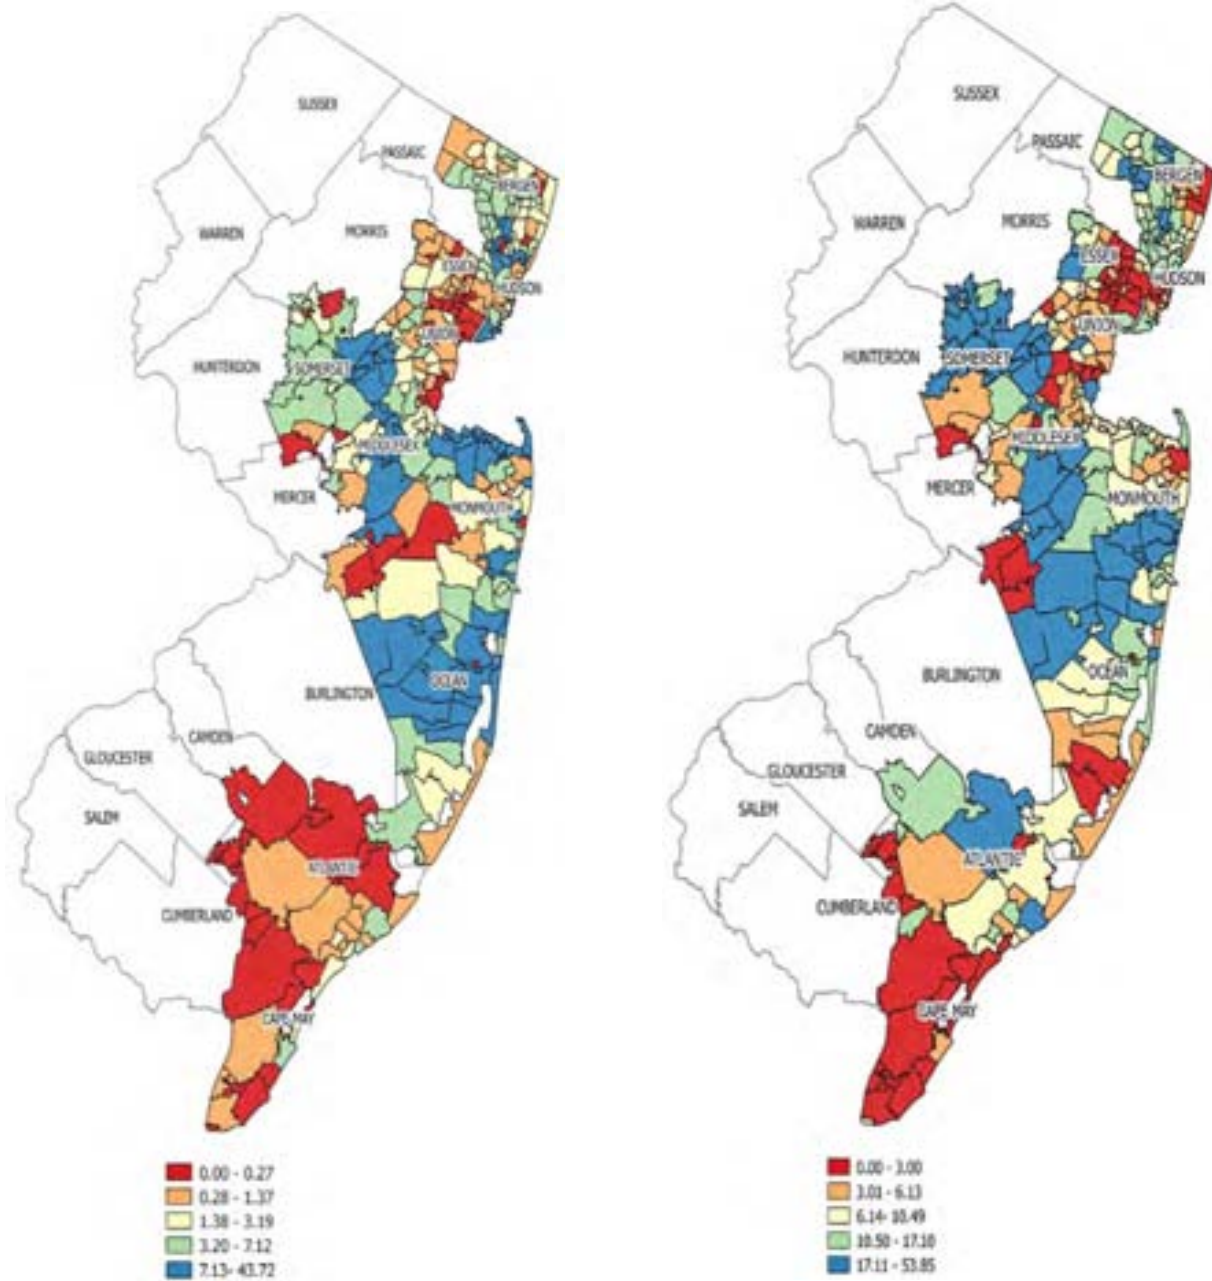 SUSSEX
PASSAIC
BERGEN
WARREN
MORRIS
ESSEX
HUDSON
UNION
HUNTERDON
SOMERSET
MIDDLESEX
MERCER
MONMOUTH
OCEAN
BURLINGTON
CAMDEN
GLOUCESTER
SALEM
ATLANTIC
CUMBERLAND
CAPE MAY
0.00 - 0.27
0.28 - 1.37
1.38 - 3.19
3.20 - 7.12
7.13- 43.72
SUSSEX
PASSAIC
BERGEN
WARREN
MORRIS
ESSEX
HUDSON
UNION
HUNTERDON
SOMERSET
MIDDLESEX
MERCER
MONMOUTH
OCEAN
BURLINGTON
CAMDEN
GLOUCESTER
SALEM
ATLANTIC
CUMBERLAND
CAPE MAY
0.00 - 3.00
3.01 - 6.13
6.14- 10.49
10.50 - 17.10
17.11 - 53.85